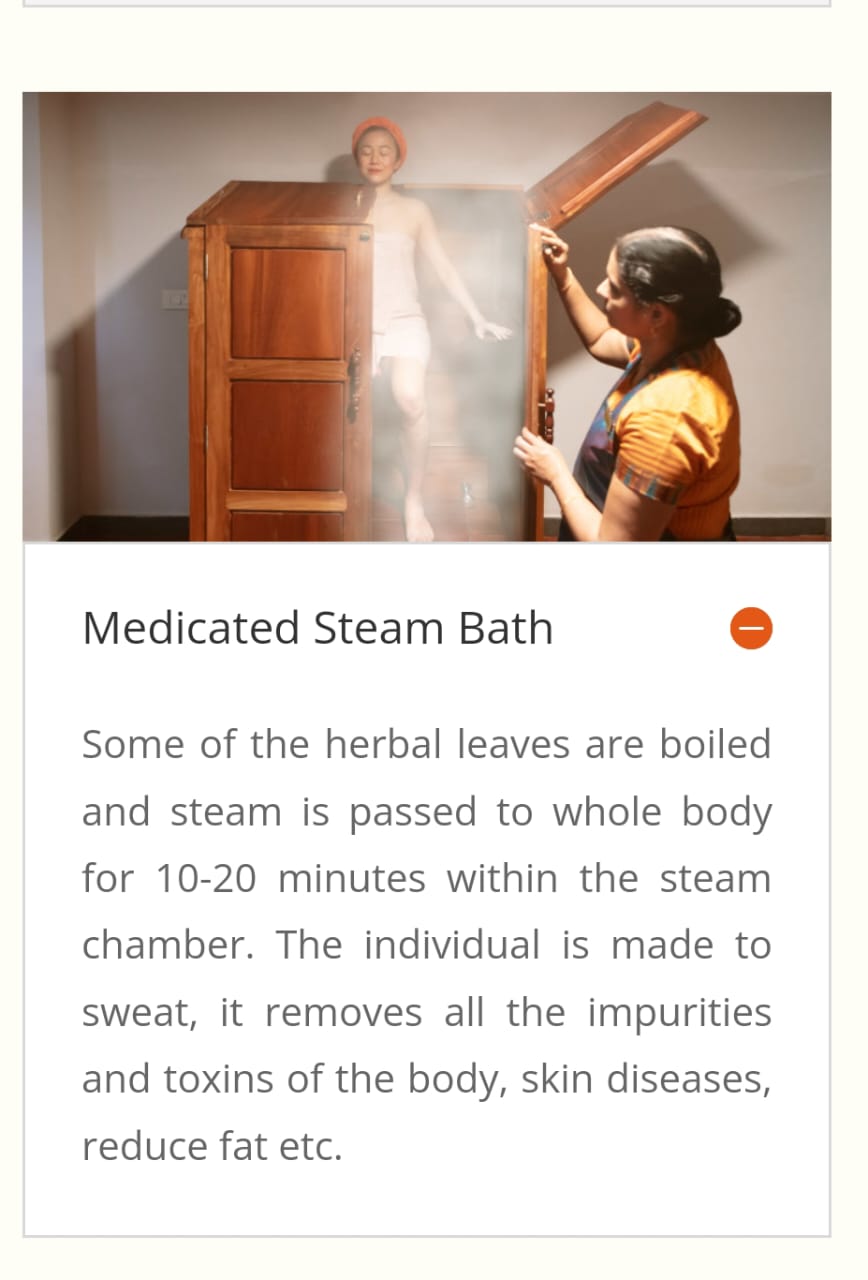 Medicated Steam Bath
Some of the herbal leaves are boiled
and steam is passed to whole body
for 10-20 minutes within the steam
chamber. The individual is made to
sweat, it removes all the impurities
and toxins of the body, skin diseases,
reduce fat etc.